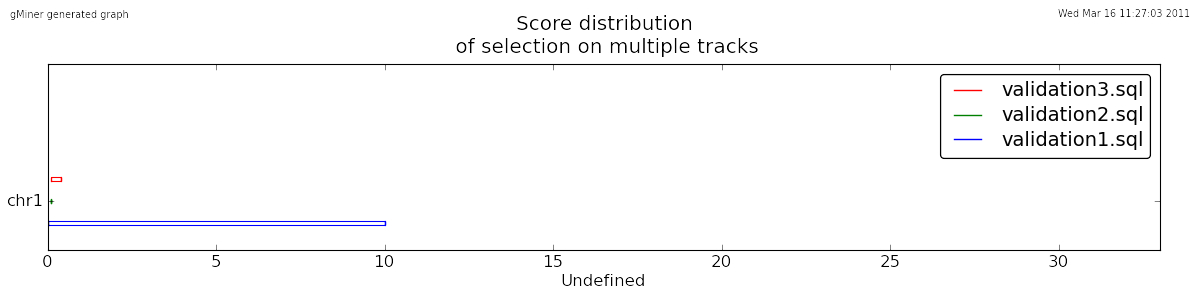 gMiner generated graph
Wed Mar 16 11:27:03 2011
Score distribution
of selection on multiple tracks
validation3.sql
validation2.sql
validation1.sql
chr1
0 5 10 15 20 25 30
Undefined